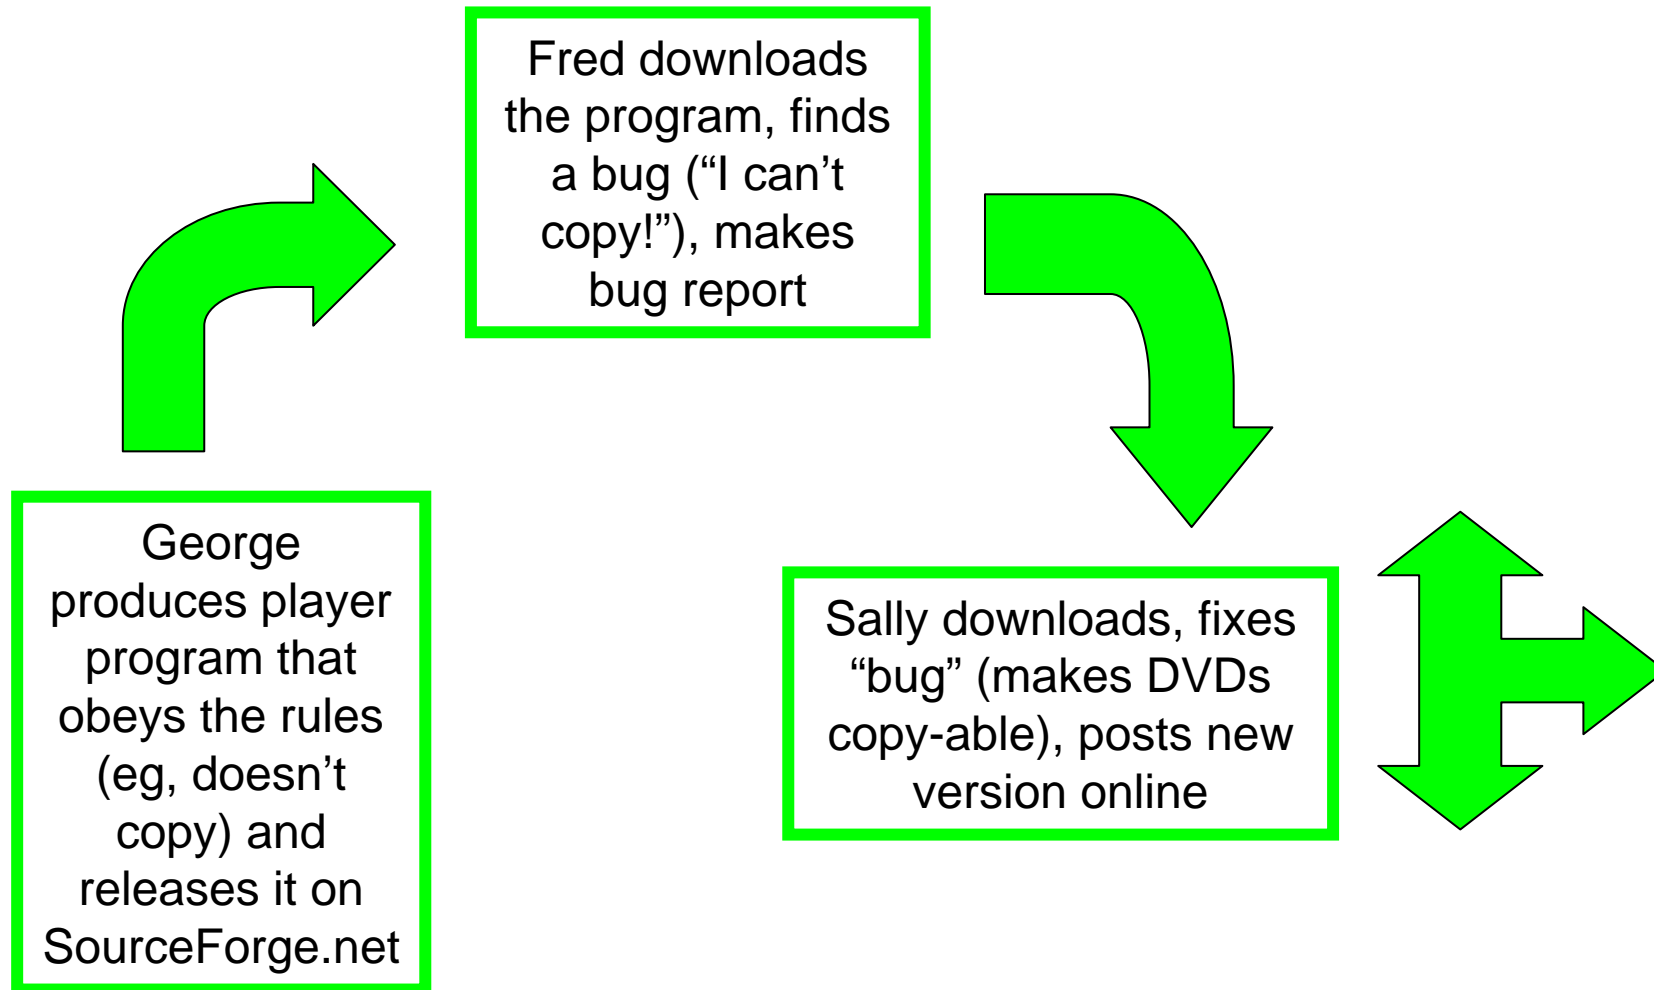 George
produces player
program that
obeys the rules
(eg, doesn’t
copy) and
releases it on
SourceForge.net
Fred downloads
the program, finds
a bug (“I can’t
copy!”), makes
bug report
Sally downloads, fixes
“bug” (makes DVDs
copy-able), posts new
version online